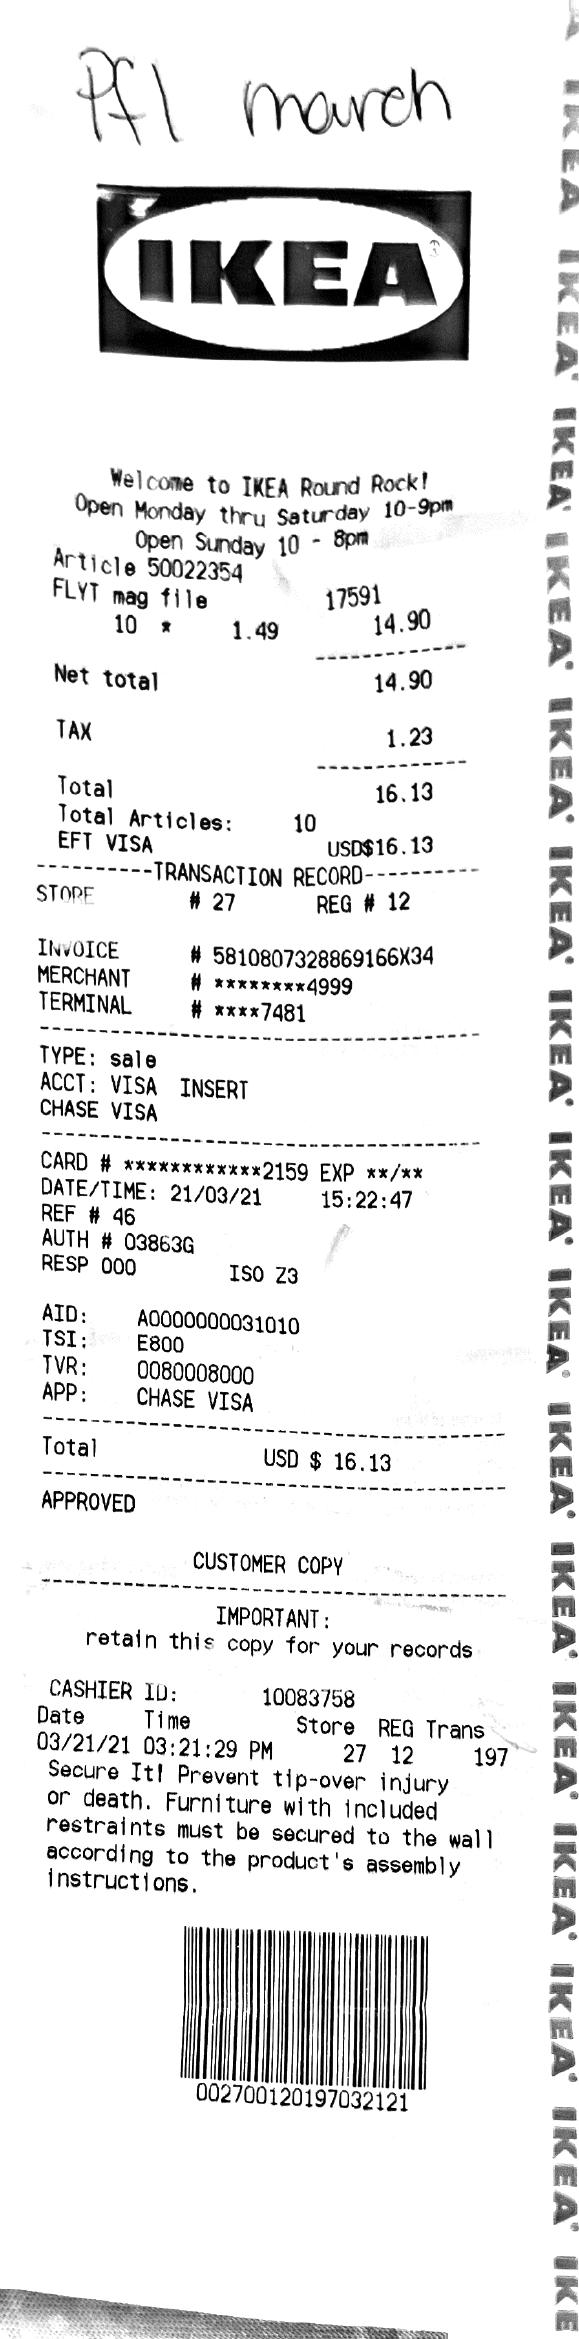 Pfl march
IKEA®
Welcome to IKEA Round Rock!
Open Monday thru Saturday 10-9pm
Open Sunday 10 - 8pm
Article 50022354
FLYT mag file 17591
10 * 1.49 14.90
Net total 14.90
TAX 1.23
Total 16.13
Total Articles: 10
EFT VISA USD$16.13
----------TRANSACTION RECORD----------
STORE # 27 REG # 12
INVOICE # 5810807328869166X34
MERCHANT # ********4999
TERMINAL # ****7481
TYPE: sale
ACCT: VISA INSERT
CHASE VISA
CARD # ************2159 EXP **/**
DATE/TIME: 21/03/21 15:22:47
REF # 46
AUTH # 03863G
RESP 000 ISO Z3
AID: A0000000031010
TSI: E800
TVR: 0080008000
APP: CHASE VISA
Total USD $ 16.13
APPROVED
CUSTOMER COPY
IMPORTANT:
retain this copy for your records
CASHIER ID: 10083758
Date Time Store REG Trans
03/21/21 03:21:29 PM 27 12 197
Secure It! Prevent tip-over injury
or death. Furniture with included
restraints must be secured to the wall
according to the product's assembly
instructions.
002700120197032121
IKEA® IKEA® IKEA® IKEA® IKEA® IKEA® IKEA® IKEA® IKEA® IKEA® IKEA® IKEA® IKEA® IKEA® IKEA® IKE